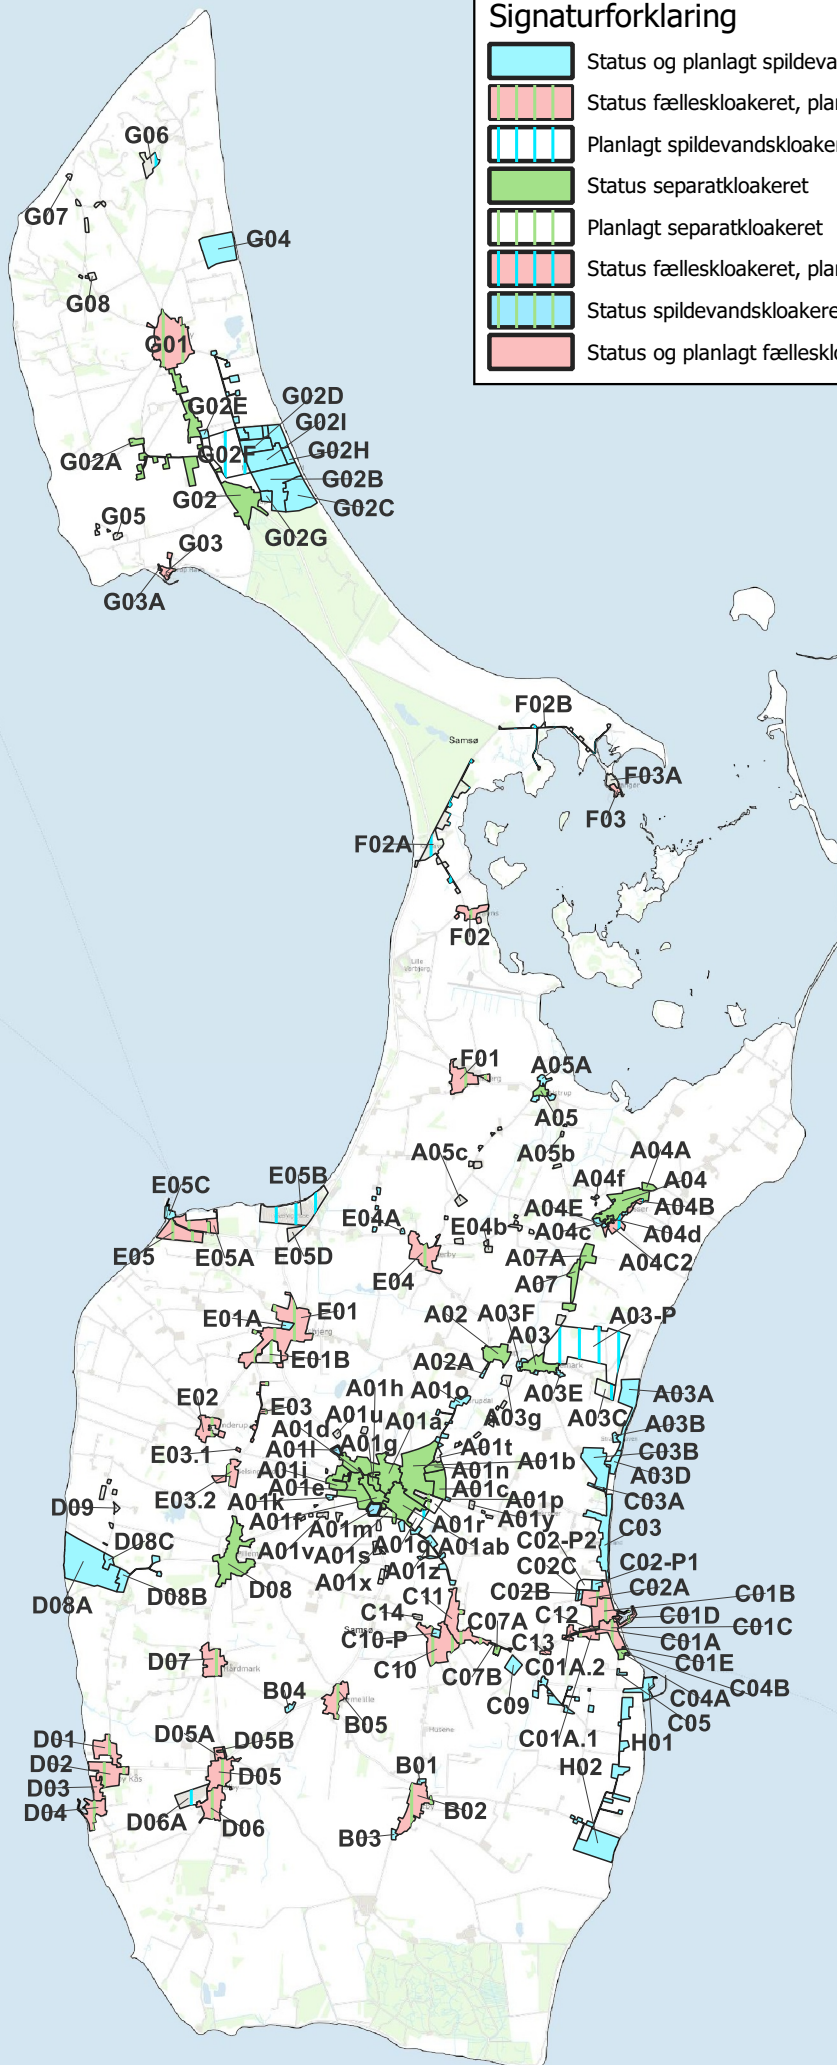 Signaturforklaring
Status og planlagt spildeva
Status fælleskloakeret, plan
Planlagt spildevandskloaker
Status separatkloakeret
Planlagt separatkloakeret
Status fælleskloakeret, plan
Status spildevandskloakere
Status og planlagt fælleskl
G06
G07
G04
G08
G01
G02D
G02E
G02I
G02H
G02F
G02A
G02B
G02
G02C
G05
G02G
G03
G03A
F02B
Samsø
F03A
F03
F02A
F02
Lille
F01
A05A
A05
A05b
A05c
A04A
A04f
A04
E05B
E05C
A04E
A04B
E04A
E04b
A04c
A04d
E05
E05A
E05D
A07A
A04C2
E04
A07
E01
E01A
A02
A03F
A03-P
A03
E01B
A02A
A01h
A01o
A03E
A03A
E02
E03
A01u
A01a
A03g
A03C
A01d
A03B
E03.1
A01l
A01g
A01t
C03B
A01i
A01n
A01b
A03D
E03.2
A01e
A01c
C03A
D09
A01k
A01p
A01f
A01y
C03
A01m
A01r
D08C
A01v
A01s
A01q
A01ab
C02-P2
A01z
C02C
C02-P1
D08A
D08B
D08
A01x
C11
C02B
C02A
C01B
C14
C07A
C12
C01D
Samsø
C10-P
C13
C01C
C10
C01A
D07
C07B
C01A.2
C01E
B04
C09
C04A
C04B
B05
C05
D01
D05A
D05B
C01A.1
H01
Husene
D02
D05
B01
H02
D03
D04
B02
D06A
D06
B03